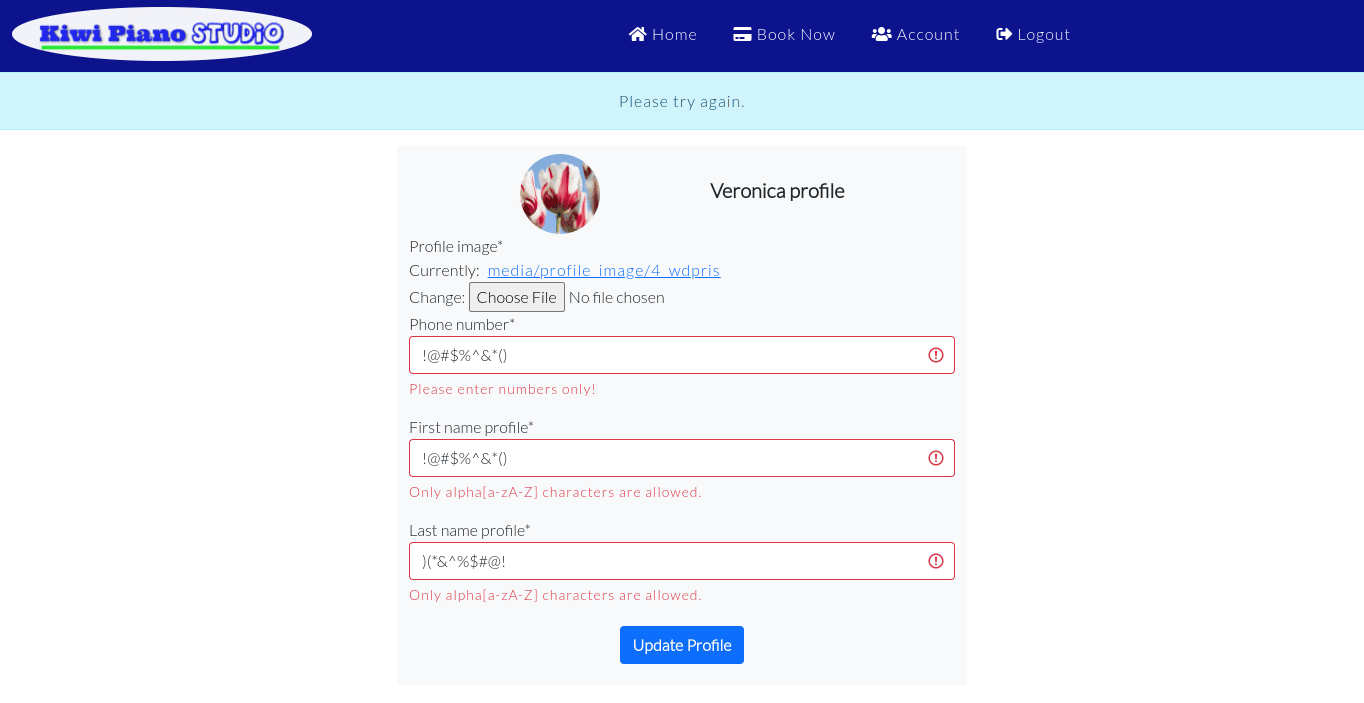 Kiwi Piano STUDiO
Home Book Now Account Logout
Please try again.
Veronica profile
Profile image*
Currently: media/profile_image/4_wdpris
Change: Choose File No file chosen
Phone number*
!@#$%^&*()
Please enter numbers only!
First name profile*
!@#$%^&*()
Only alpha[a-zA-Z] characters are allowed.
Last name profile*
)(*&^%$#@!
Only alpha[a-zA-Z] characters are allowed.
Update Profile